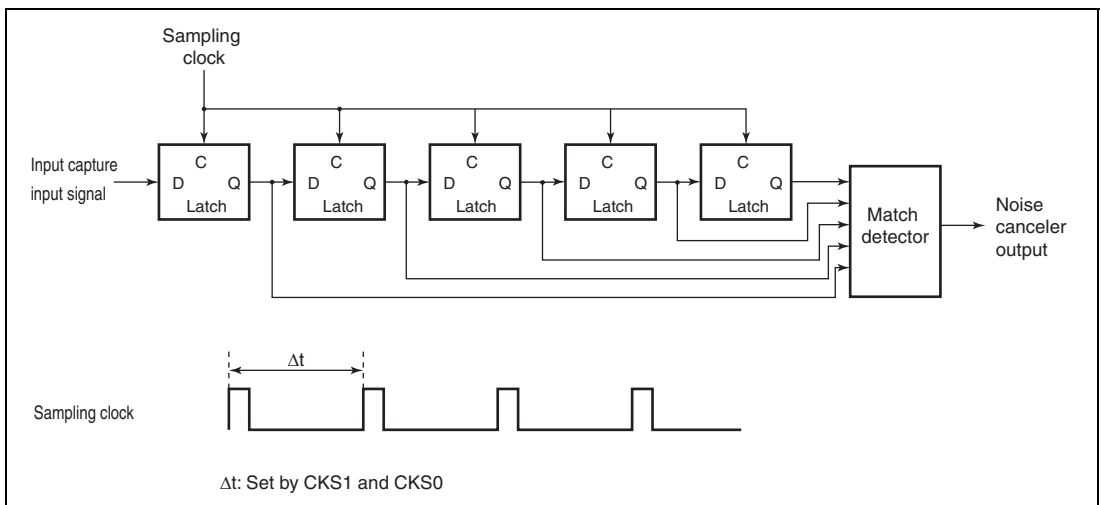 Sampling
clock
Input capture
input signal
C
D Q
Latch
C
D Q
Latch
C
D Q
Latch
C
D Q
Latch
C
D Q
Latch
Match
detector
Noise
canceler
output
Δt
Sampling clock
Δt: Set by CKS1 and CKS0